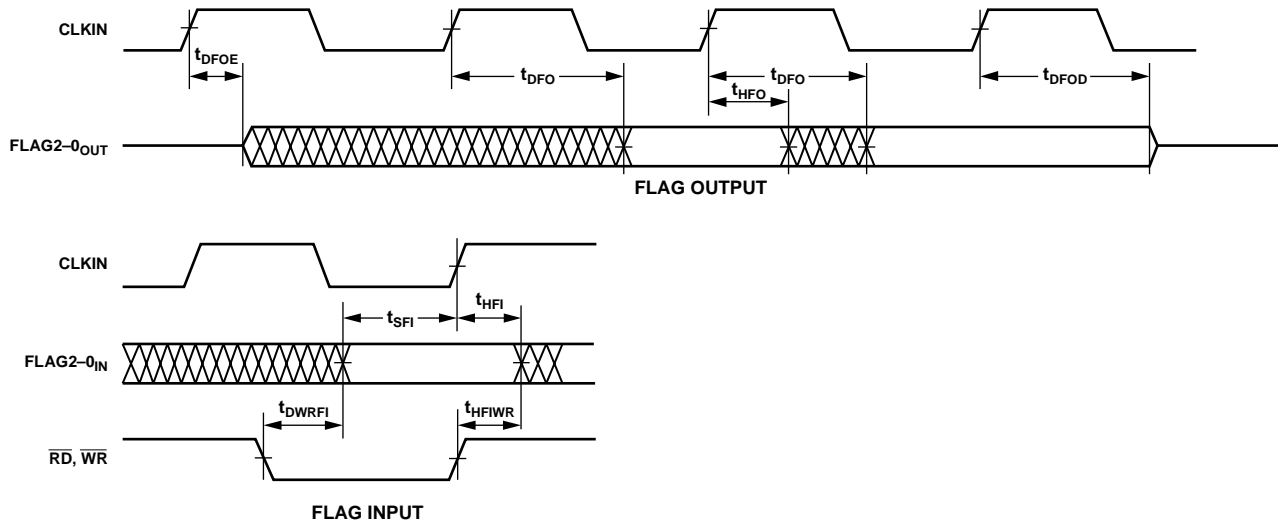 CLKIN
tDFOE
tDFO
tDFO
tDFOD
tHFO
FLAG2–0OUT
FLAG OUTPUT
CLKIN
tHFI
tSFI
FLAG2–0IN
tDWRFI
tHFIWR
RD, WR
FLAG INPUT